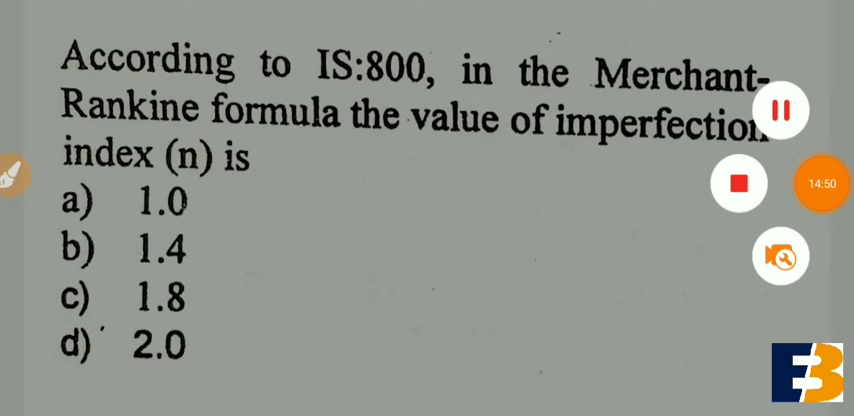 According to IS:800, in the Merchant-
Rankine formula the value of imperfection
index (n) is
a) 1.0
b) 1.4
c) 1.8
d) 2.0
14:50